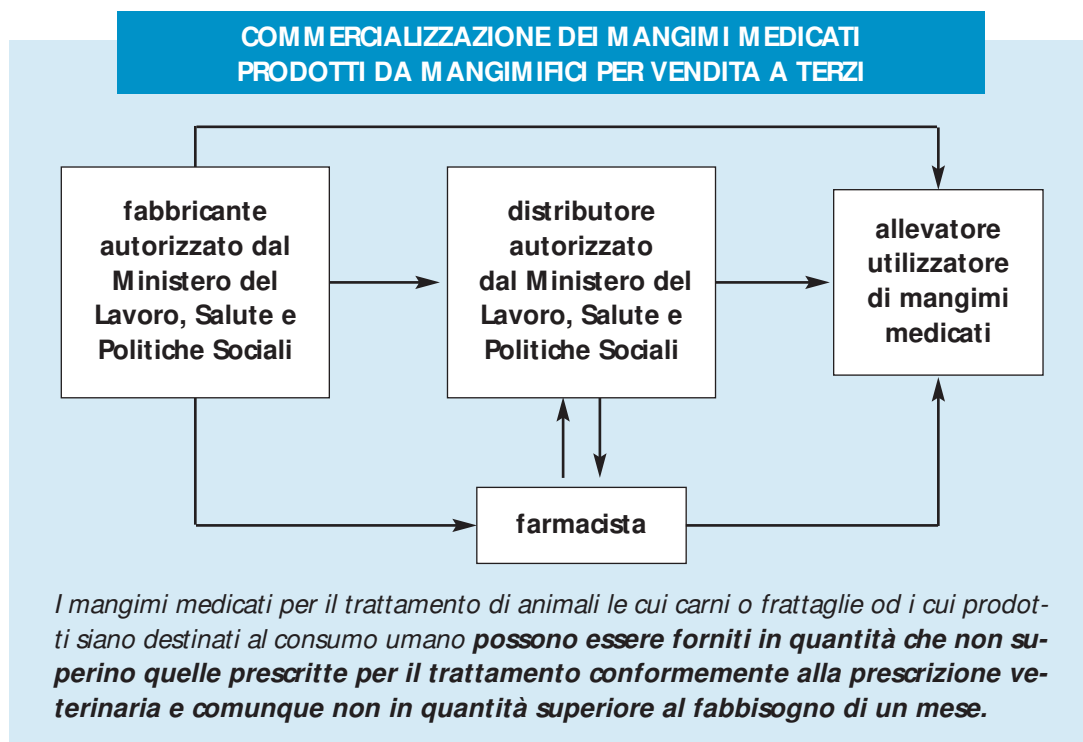 COMMERCIALIZZAZIONE DEI MANGIMI MEDICATI
PRODOTTI DA MANGIMIFICI PER VENDITA A TERZI
fabbricante
autorizzato dal
Ministero del
Lavoro, Salute e
Politiche Sociali
distributore
autorizzato
dal Ministero del
Lavoro, Salute e
Politiche Sociali
allevatore
utilizzatore
di mangimi
medicati
farmacista
I mangimi medicati per il trattamento di animali le cui carni o frattaglie od i cui prodot-
ti siano destinati al consumo umano possono essere forniti in quantità che non su-
perino quelle prescritte per il trattamento conformemente alla prescrizione ve-
terinaria e comunque non in quantità superiore al fabbisogno di un mese.